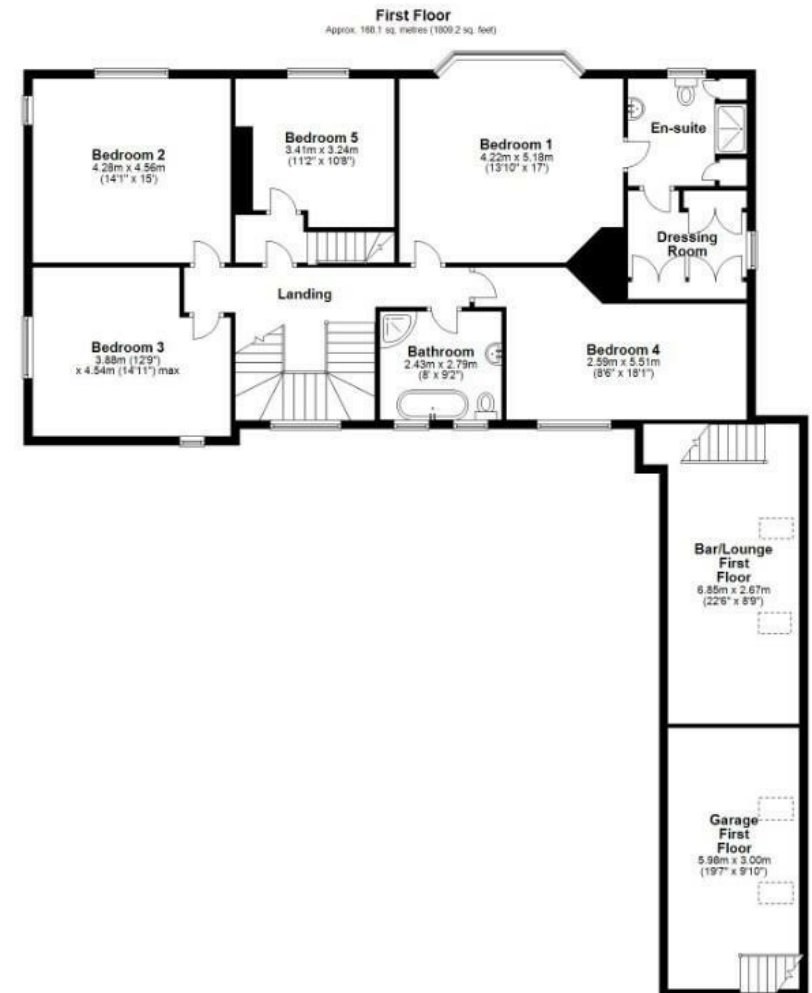 First Floor
Approx. 168.1 sq. metres (1809.2 sq. feet)
Bedroom 2
4.28m x 4.56m
(14'1" x 15')
Bedroom 5
3.41m x 3.24m
(11'2" x 10'8")
Bedroom 1
4.22m x 5.18m
(13'10" x 17')
En-suite
Dressing
Room
Landing
Bedroom 3
3.88m (12'9")
x 4.54m (14'11") max
Bathroom
2.43m x 2.79m
(8' x 9'2")
Bedroom 4
2.59m x 5.51m
(8'6" x 18'1")
Bar/Lounge
First
Floor
6.85m x 2.67m
(22'6" x 8'9")
Garage
First
Floor
5.98m x 3.00m
(19'7" x 9'10")